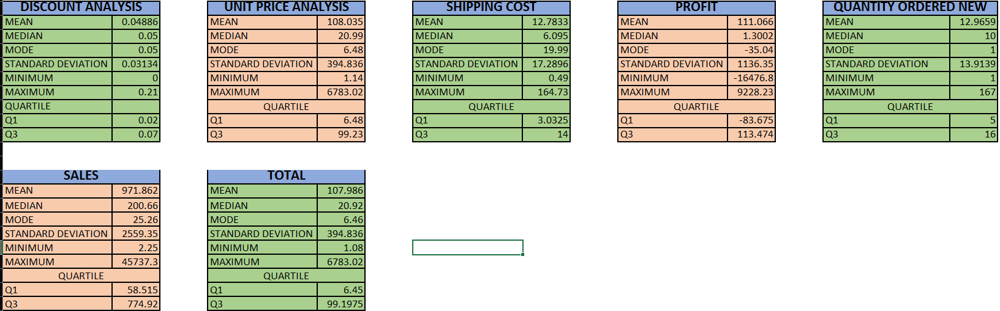 DISCOUNT ANALYSIS
MEAN 0.04886
MEDIAN 0.05
MODE 0.05
STANDARD DEVIATION 0.03134
MINIMUM 0
MAXIMUM 0.21
QUARTILE
Q1 0.02
Q3 0.07
UNIT PRICE ANALYSIS
MEAN 108.035
MEDIAN 20.99
MODE 6.48
STANDARD DEVIATION 394.836
MINIMUM 1.14
MAXIMUM 6783.02
QUARTILE
Q1 6.48
Q3 99.23
SHIPPING COST
MEAN 12.7833
MEDIAN 6.095
MODE 19.99
STANDARD DEVIATION 17.2896
MINIMUM 0.49
MAXIMUM 164.73
QUARTILE
Q1 3.0325
Q3 14
PROFIT
MEAN 111.066
MEDIAN 1.3002
MODE -35.04
STANDARD DEVIATION 1136.35
MINIMUM -16476.8
MAXIMUM 9228.23
QUARTILE
Q1 -83.675
Q3 113.474
QUANTITY ORDERED NEW
MEAN 12.9659
MEDIAN 10
MODE 1
STANDARD DEVIATION 13.9139
MINIMUM 1
MAXIMUM 167
QUARTILE
Q1 5
Q3 16
SALES
MEAN 971.862
MEDIAN 200.66
MODE 25.26
STANDARD DEVIATION 2559.35
MINIMUM 2.25
MAXIMUM 45737.3
QUARTILE
Q1 58.515
Q3 774.92
TOTAL
MEAN 107.986
MEDIAN 20.92
MODE 6.46
STANDARD DEVIATION 394.836
MINIMUM 1.08
MAXIMUM 6783.02
QUARTILE
Q1 6.45
Q3 99.1975